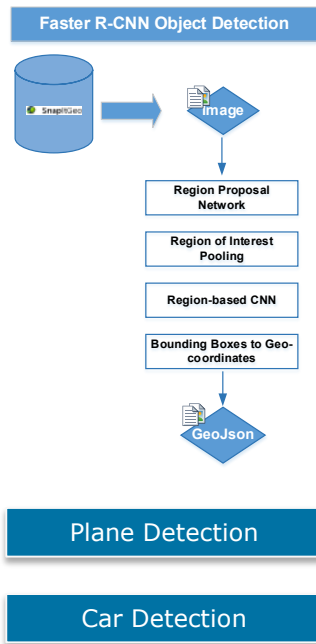 Faster R-CNN Object Detection
SnapItGeo
Image
Region Proposal
Network
Region of Interest
Pooling
Region-based CNN
Bounding Boxes to Geo-
coordinates
GeoJson
Plane Detection
Car Detection